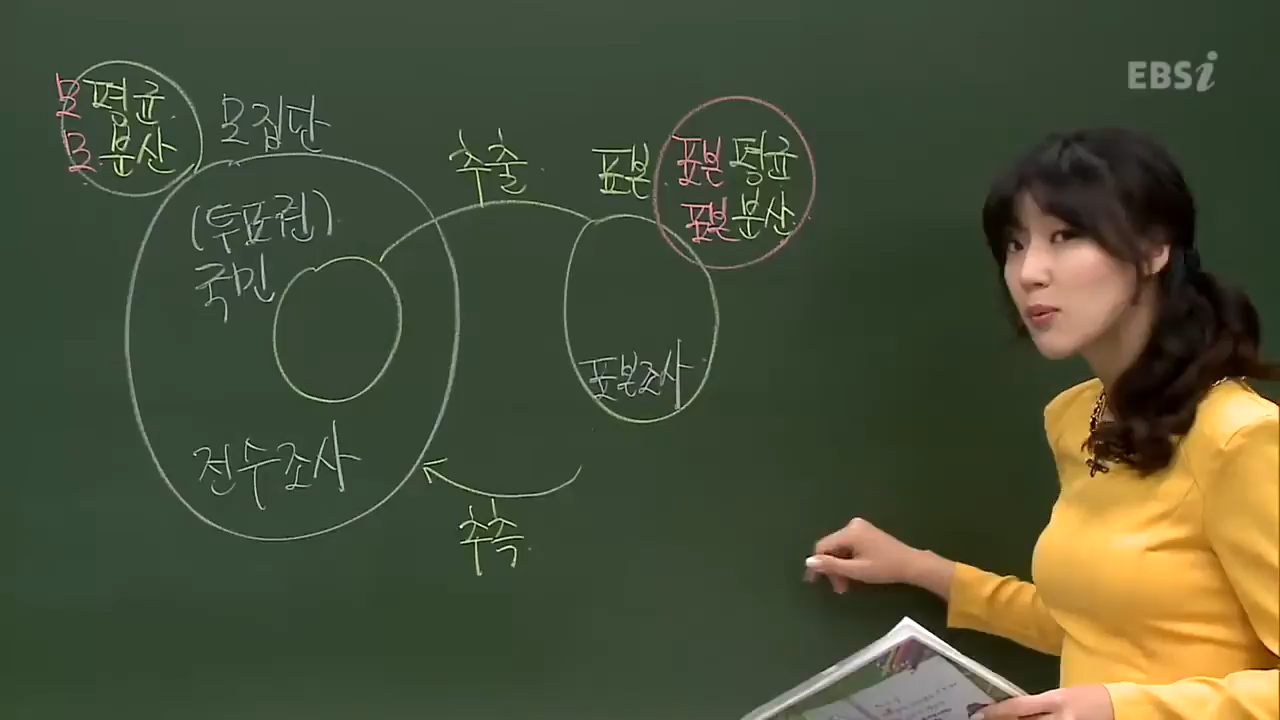 EBSi
모평균
모분산
모집단
(투표권)
국민
전수조사
추출
표본
표본평균
표본분산
표본조사
추측